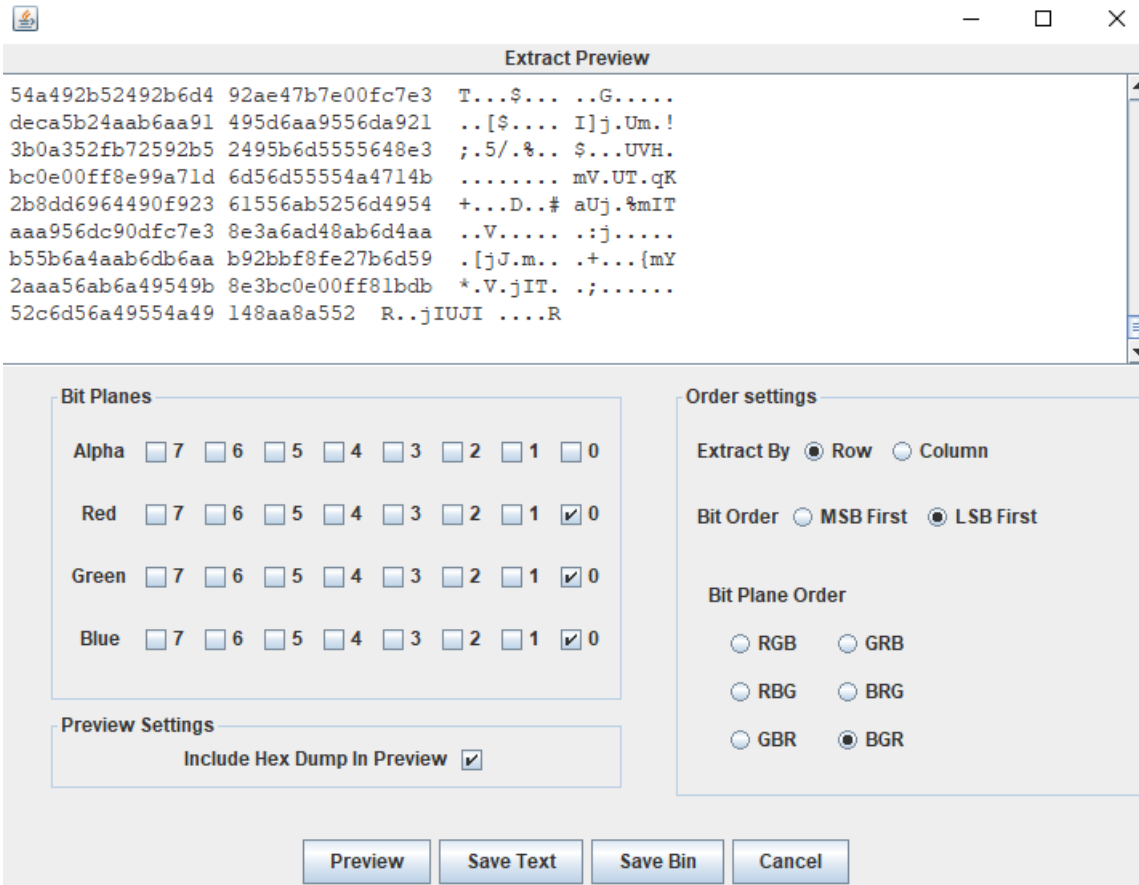 Extract Preview
54a492b52492b6d4 92ae47b7e00fc7e3 T...$... ..G.....
deca5b24aab6aa91 495d6aa9556da921 ..[$.... I]j.Um.!
3b0a352fb72592b5 2495b6d5555648e3 ;.5/.%.. $...UVH.
bc0e00ff8e99a71d 6d56d55554a4714b ........ mV.UT.qK
2b8dd6964490f923 61556ab5256d4954 +...D..# aUj.%mIT
aaa956dc90dfc7e3 8e3a6ad48ab6d4aa ..V..... .:j.....
b55b6a4aab6db6aa b92bbf8fe27b6d59 .[jJ.m.. .+...{mY
2aaa56ab6a49549b 8e3bc0e00ff81bdb *.V.jIT. .;......
52c6d56a49554a49 148aa8a552 R..jIUJI ....R
Bit Planes
Alpha 7 6 5 4 3 2 1 0
Red 7 6 5 4 3 2 1 0
Green 7 6 5 4 3 2 1 0
Blue 7 6 5 4 3 2 1 0
Preview Settings
Include Hex Dump In Preview
Order settings
Extract By Row Column
Bit Order MSB First LSB First
Bit Plane Order
RGB GRB
RBG BRG
GBR BGR
Preview Save Text Save Bin Cancel